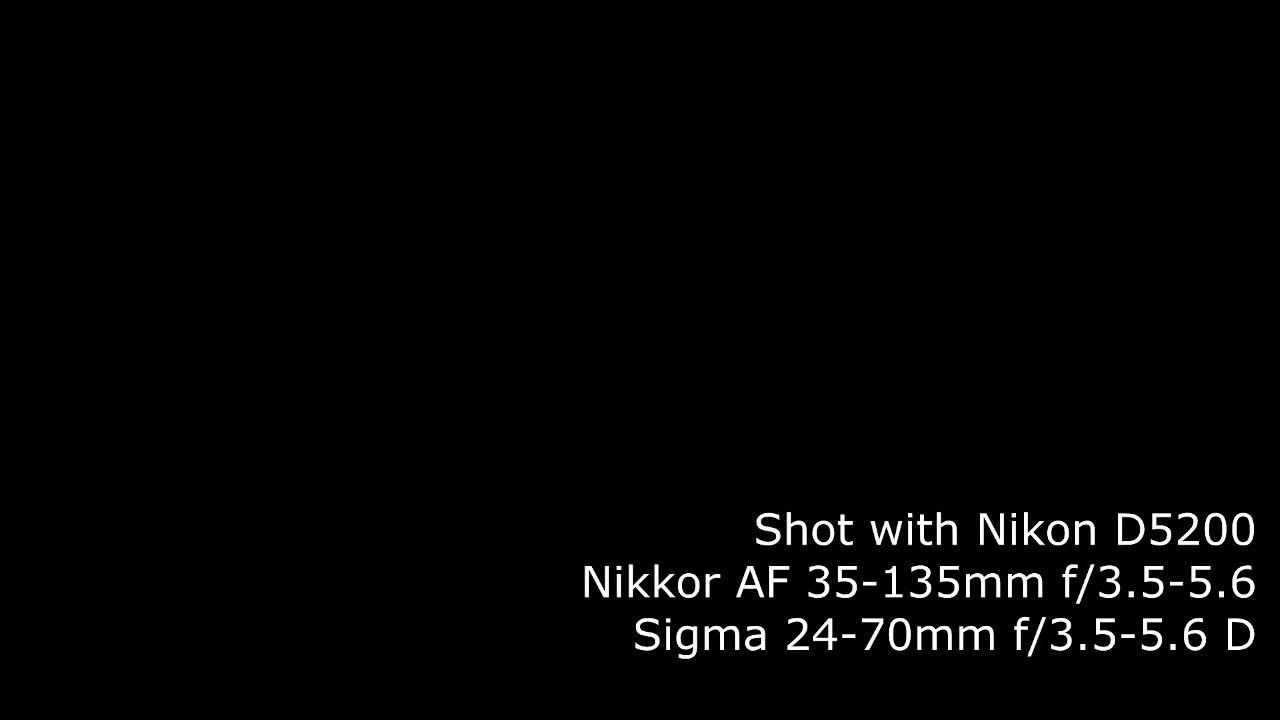 Shot with Nikon D5200
Nikkor AF 35-135mm f/3.5-5.6
Sigma 24-70mm f/3.5-5.6 D